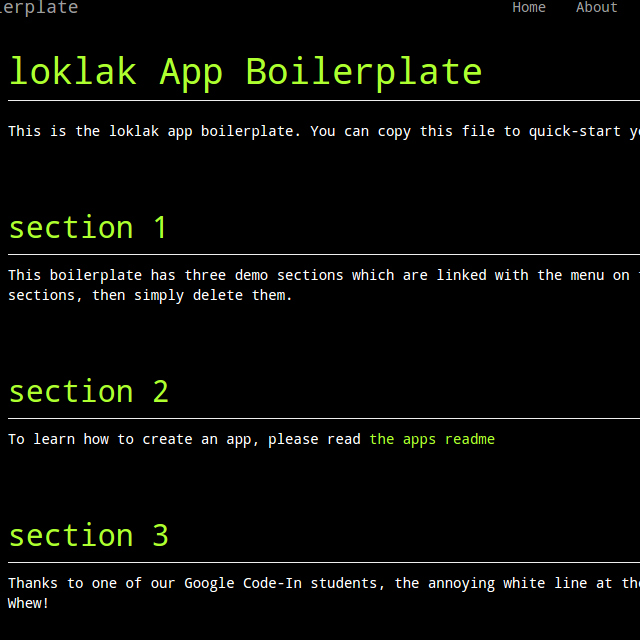 erplate Home About
loklak App Boilerplate
This is the loklak app boilerplate. You can copy this file to quick-start
section 1
This boilerplate has three demo sections which are linked with the menu on
sections, then simply delete them.
section 2
To learn how to create an app, please read the apps readme
section 3
Thanks to one of our Google Code-In students, the annoying white line at the
Whew!